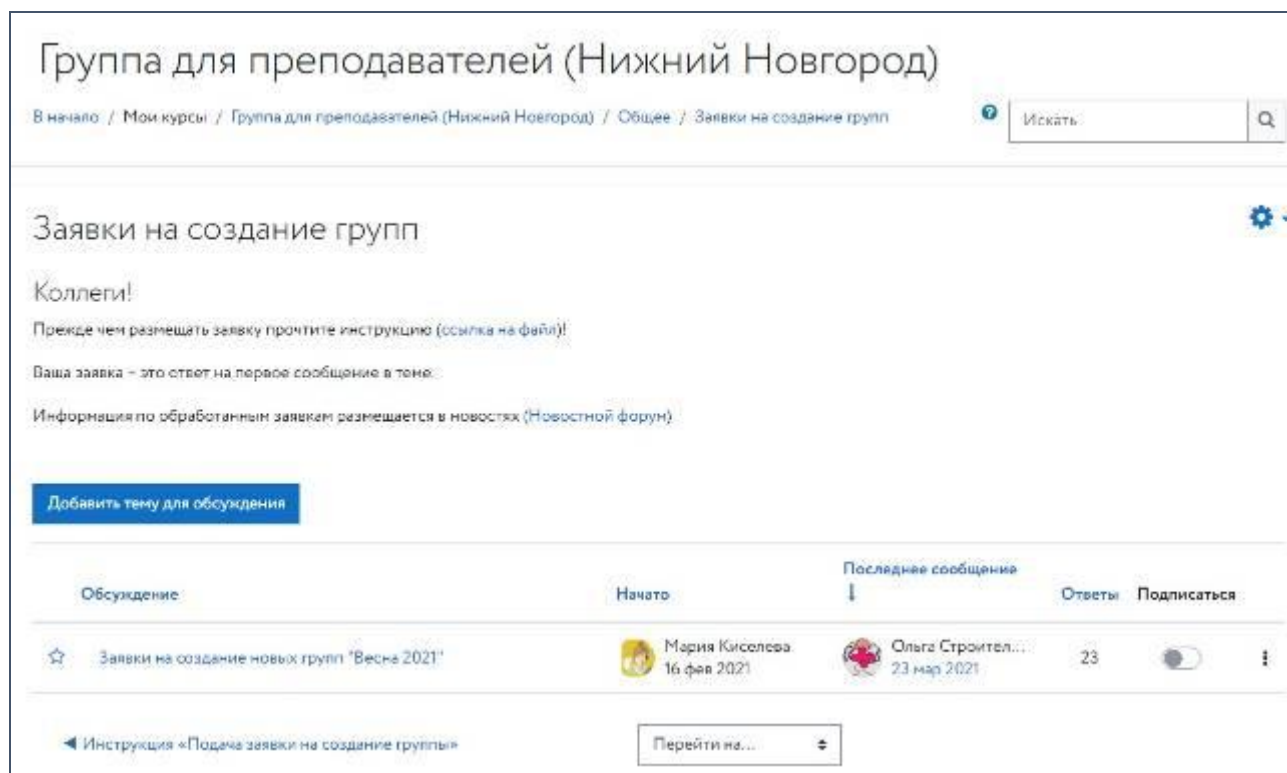 Группа для преподавателей (Нижний Новгород)
В начало / Мои курсы / Группа для преподавателей (Нижний Новгород) / Общее / Заявки на создание групп
Искать
Заявки на создание групп
Коллеги!
Прежде чем размещать заявку прочтите инструкцию (ссылка на файл)!
Ваша заявка – это ответ на первое сообщение в теме.
Информация по обработанным заявкам размещается в новостях (Новостной форум)
Добавить тему для обсуждения
Обсуждение Начато Последнее сообщение ↓ Ответы Подписаться
Заявки на создание новых групп "Весна 2021" Мария Киселева Ольга Строител... 23
16 фев 2021 23 мар 2021
◄ Инструкция «Подача заявки на создание группы» Перейти на...